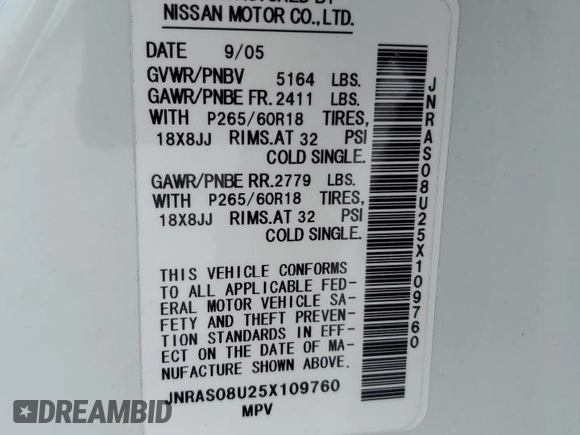 NISSAN MOTOR CO.,LTD.
DATE 9/05
GVWR/PNBV 5164 LBS.
GAWR/PNBE FR.2411 LBS.
WITH P265/60R18 TIRES,
18X8JJ RIMS.AT 32 PSI
COLD SINGLE.
GAWR/PNBE RR.2779 LBS.
WITH P265/60R18 TIRES,
18X8JJ RIMS.AT 32 PSI
COLD SINGLE.
THIS VEHICLE CONFORMS
TO ALL APPLICABLE FED-
ERAL MOTOR VEHICLE SA-
FETY AND THEFT PREVEN-
TION STANDARDS IN EFF-
ECT ON THE DATE OF MA-
NUFACTURE SHOWN ABOVE.
JNRAS08U25X109760
MPV
JNRAS08U25X109760
DREAMBID